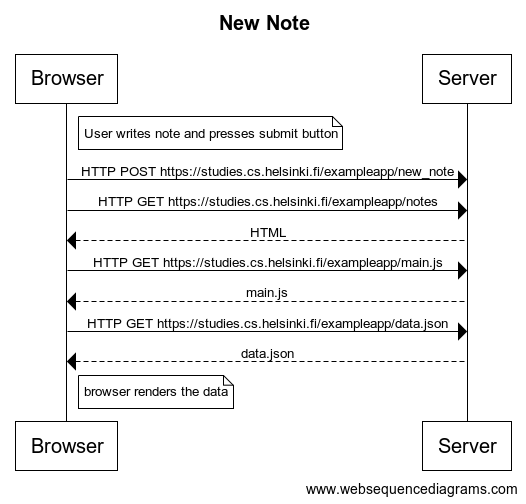 New Note
Browser
Server
User writes note and presses submit button
HTTP POST https://studies.cs.helsinki.fi/exampleapp/new_note
HTTP GET https://studies.cs.helsinki.fi/exampleapp/notes
HTML
HTTP GET https://studies.cs.helsinki.fi/exampleapp/main.js
main.js
HTTP GET https://studies.cs.helsinki.fi/exampleapp/data.json
data.json
browser renders the data
Browser
Server
www.websequencediagrams.com